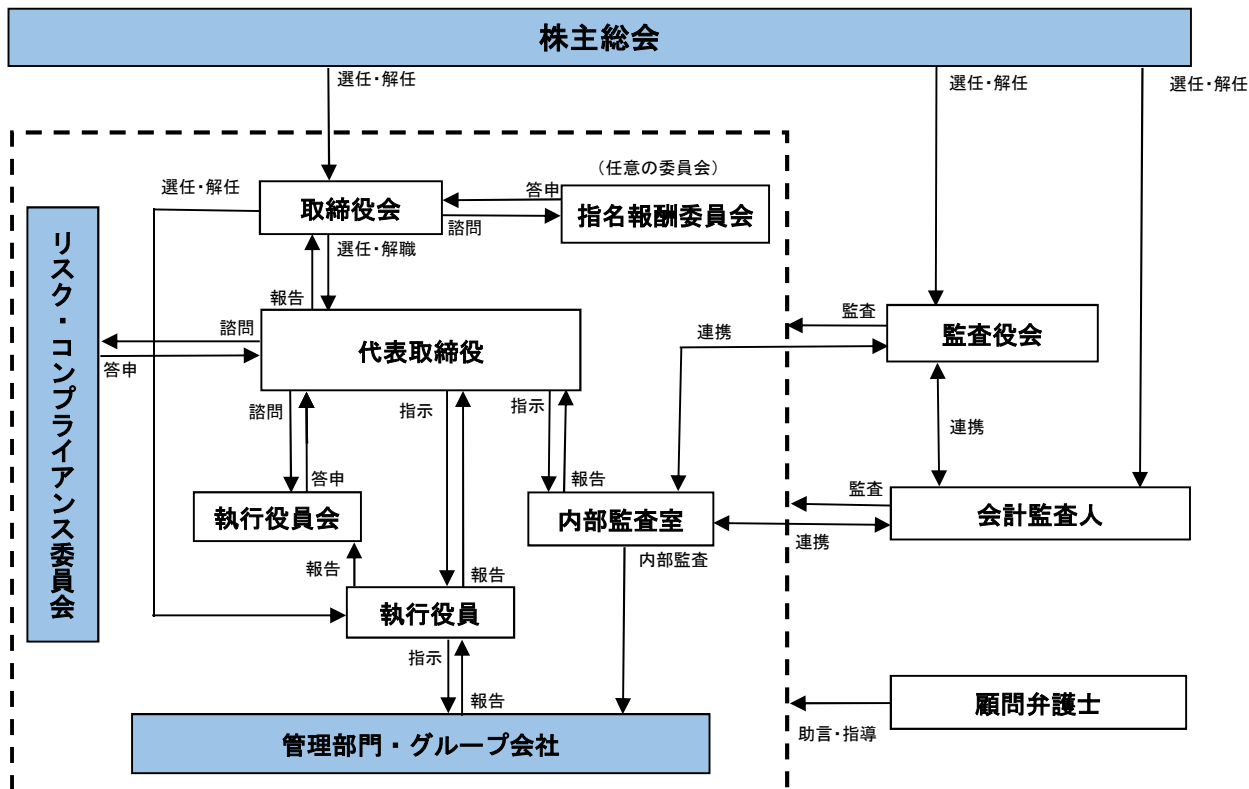 株主総会
選任・解任
選任・解任
選任・解任
(任意の委員会)
選任・解任
取締役会
答申
諮問
指名報酬委員会
選任・解職
報告
リスク・コンプライアンス委員会
諮問
答申
代表取締役
連携
監査
監査役会
諮問
答申
指示
指示
報告
連携
執行役員会
内部監査室
監査
連携
会計監査人
報告
報告
内部監査
執行役員
指示
報告
顧問弁護士
助言・指導
管理部門・グループ会社